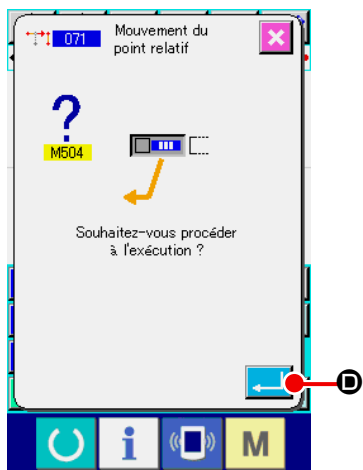 071
Mouvement du
point relatif
M504
Souhaitez-vous procéder
à l'exécution ?
D
i
M